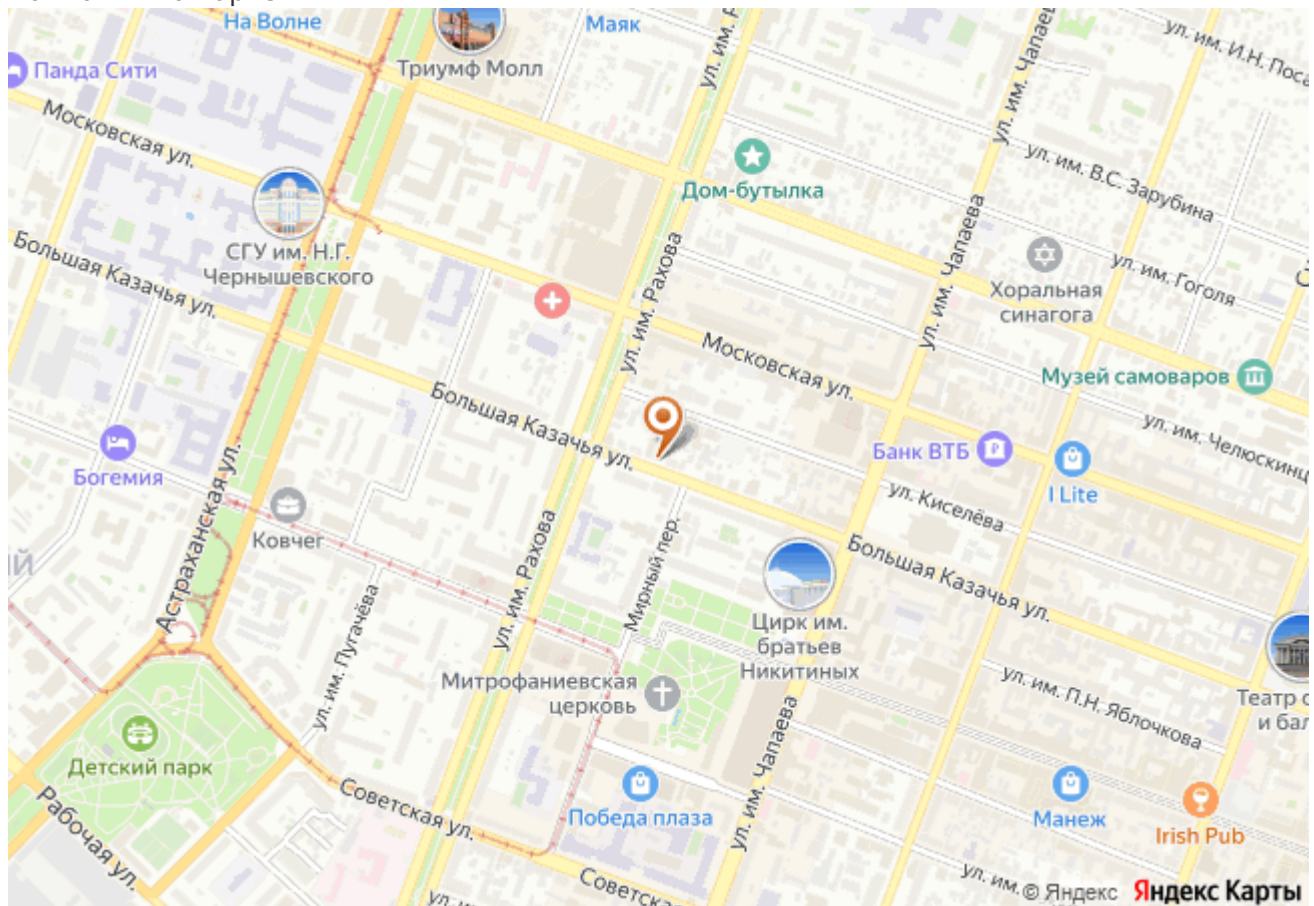 На Волне
Маяк
ул. им. Р
ул. им. Чапаев
ул. им. И.Н. Поса
Панда Сити
Триумф Молл
Московская ул.
Дом-бутылка
ул. им. В.С. Зарубина
СГУ им. Н.Г.
Чернышевского
Большая Казачья ул.
ул. им. Рахова
ул. им. Чапаева
Хоральная
синагога
ул. им. Гоголя
С
Московская ул.
Музей самоваров
Большая Казачья ул.
ул. им. Челюскинц
Банк ВТБ
I Lite
Богемия
ул. Киселёва
Ковчег
ИЙ
Астраханская ул.
ул. им. Рахова
Мирный пер.
Большая Казачья ул.
Цирк им.
братьев
Никитиных
ул. им. Пугачёва
Митрофаниевская
церковь
ул. им. П.Н. Яблочкова
Театр о
и бал
Детский парк
ул. им. Чапаева
Рабочая ул.
Советская ул.
Победа плаза
Манеж
Irish Pub
Советская
ул. им.
© Яндекс
Яндекс Карты